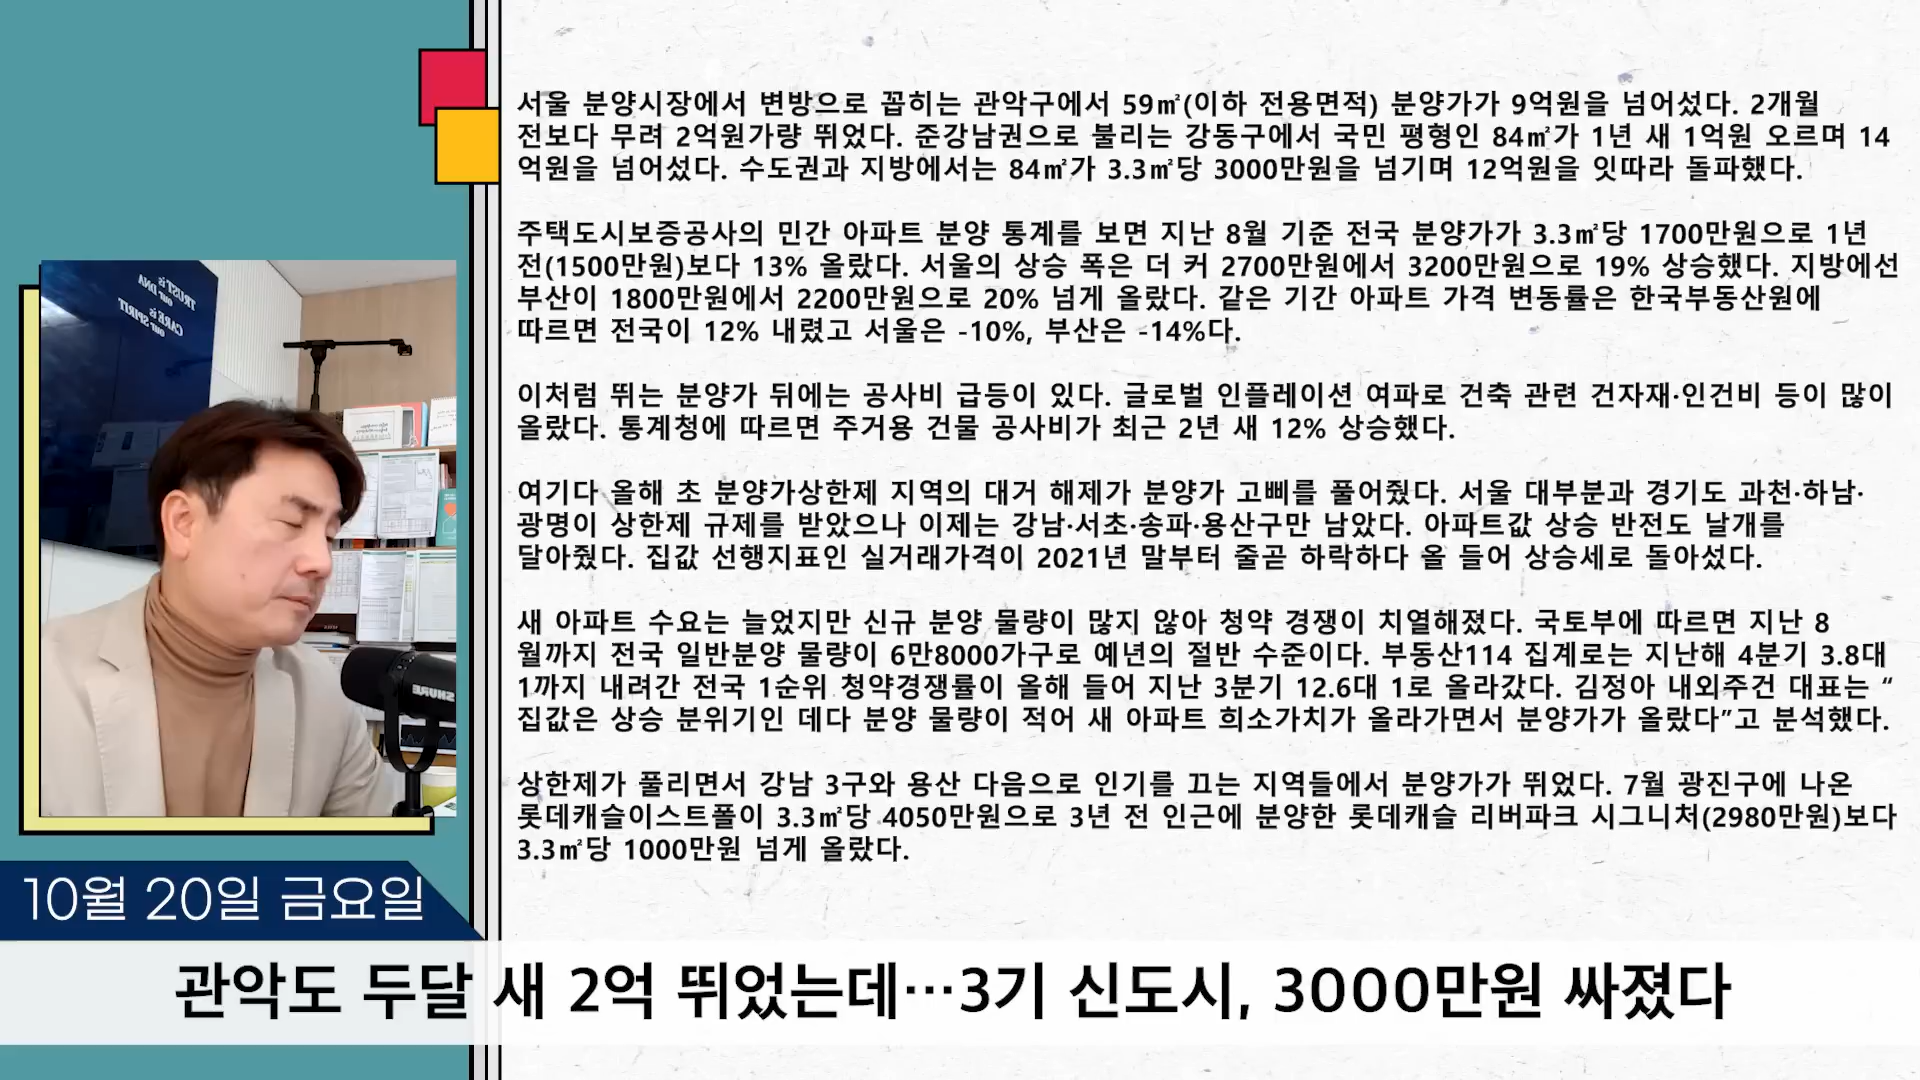 서울 분양시장에서 변방으로 꼽히는 관악구에서 59㎡(이하 전용면적) 분양가가 9억원을 넘어섰다. 2개월
전보다 무려 2억원가량 뛰었다. 준강남권으로 불리는 강동구에서 국민 평형인 84㎡가 1년 새 1억원 오르며 14
억원을 넘어섰다. 수도권과 지방에서는 84㎡가 3.3㎡당 3000만원을 넘기며 12억원을 잇따라 돌파했다.
주택도시보증공사의 민간 아파트 분양 통계를 보면 지난 8월 기준 전국 분양가가 3.3㎡당 1700만원으로 1년
전(1500만원)보다 13% 올랐다. 서울의 상승 폭은 더 커 2700만원에서 3200만원으로 19% 상승했다. 지방에선
부산이 1800만원에서 2200만원으로 20% 넘게 올랐다. 같은 기간 아파트 가격 변동률은 한국부동산원에
따르면 전국이 12% 내렸고 서울은 -10%, 부산은 -14%다.
이처럼 뛰는 분양가 뒤에는 공사비 급등이 있다. 글로벌 인플레이션 여파로 건축 관련 건자재·인건비 등이 많이
올랐다. 통계청에 따르면 주거용 건물 공사비가 최근 2년 새 12% 상승했다.
여기다 올해 초 분양가상한제 지역의 대거 해제가 분양가 고삐를 풀어줬다. 서울 대부분과 경기도 과천·하남·
광명이 상한제 규제를 받았으나 이제는 강남·서초·송파·용산구만 남았다. 아파트값 상승 반전도 날개를
달아줬다. 집값 선행지표인 실거래가격이 2021년 말부터 줄곧 하락하다 올 들어 상승세로 돌아섰다.
새 아파트 수요는 늘었지만 신규 분양 물량이 많지 않아 청약 경쟁이 치열해졌다. 국토부에 따르면 지난 8
월까지 전국 일반분양 물량이 6만8000가구로 예년의 절반 수준이다. 부동산114 집계로는 지난해 4분기 3.8대
1까지 내려간 전국 1순위 청약경쟁률이 올해 들어 지난 3분기 12.6대 1로 올라갔다. 김정아 내외주건 대표는 “
집값은 상승 분위기인 데다 분양 물량이 적어 새 아파트 희소가치가 올라가면서 분양가가 올랐다”고 분석했다.
상한제가 풀리면서 강남 3구와 용산 다음으로 인기를 끄는 지역들에서 분양가가 뛰었다. 7월 광진구에 나온
롯데캐슬이스트폴이 3.3㎡당 4050만원으로 3년 전 인근에 분양한 롯데캐슬 리버파크 시그니처(2980만원)보다
3.3㎡당 1000만원 넘게 올랐다.
TRUST is
our DNA
CARE is
our SPIRIT
SHURE
10월 20일 금요일
관악도 두달 새 2억 뛰었는데…3기 신도시, 3000만원 싸졌다